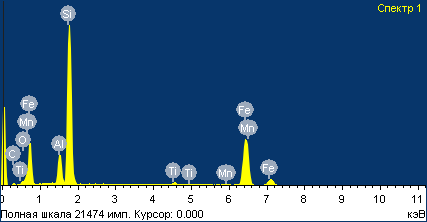 Спектр 1
Si
Fe
Mn
O
C
Ti
Al
Fe
Mn
Ti
Ti
Mn
Fe
0 1 2 3 4 5 6 7 8 9 10 11
Полная шкала 21474 имп. Курсор: 0.000 кэВ